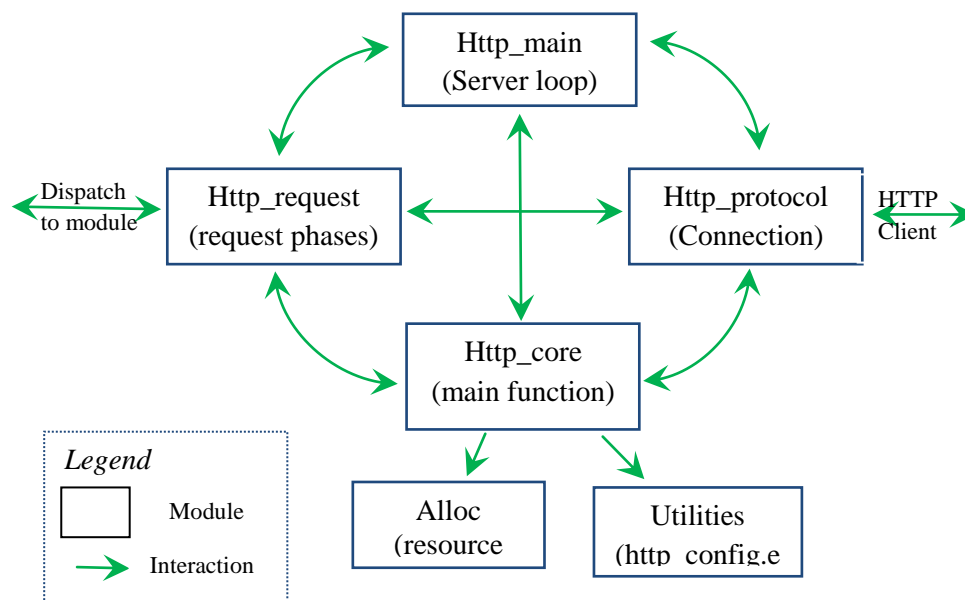 Http_main
(Server loop)
Dispatch
to module
Http_request
(request phases)
Http_protocol
(Connection)
HTTP
Client
Http_core
(main function)
Legend
Module
Interaction
Alloc
(resource
Utilities
(http_config.e